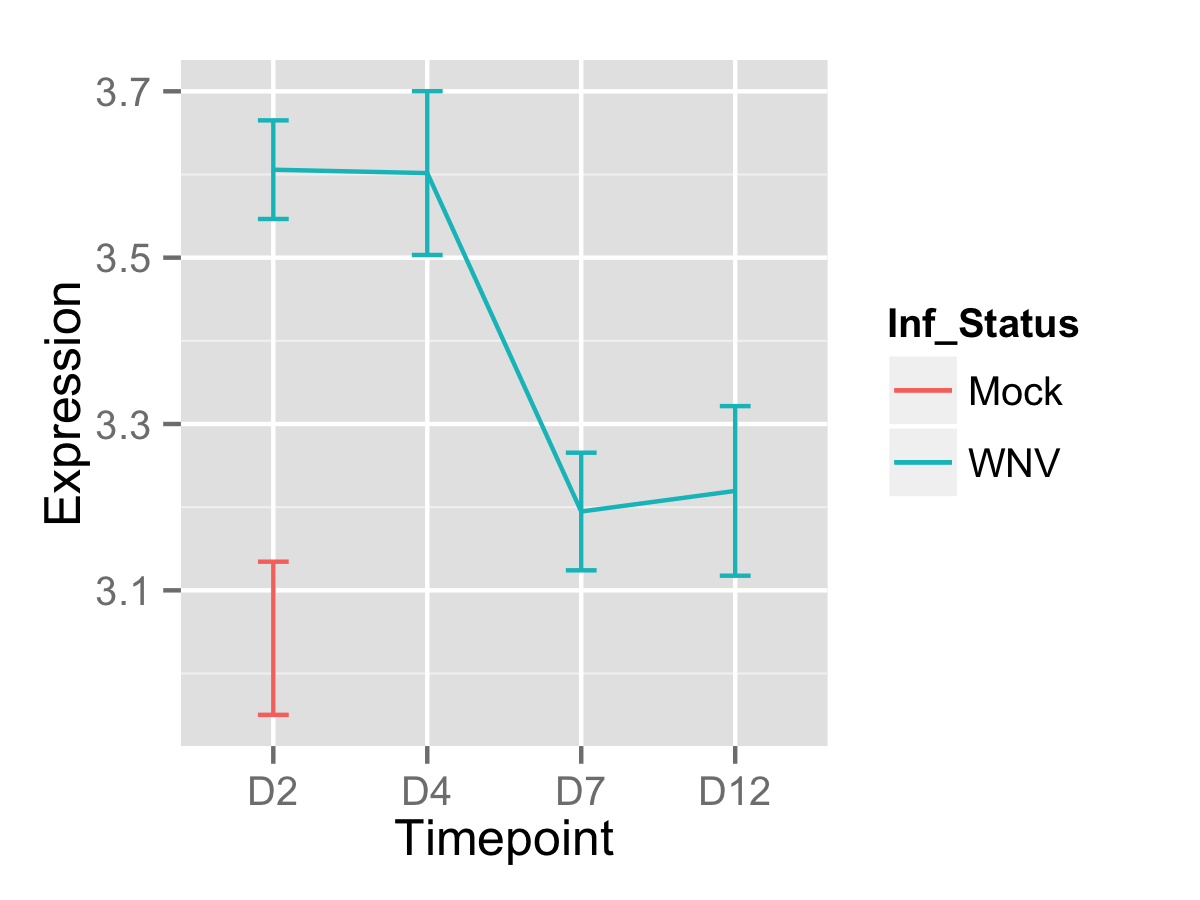 3.7
3.5
3.3
3.1
Expression
D2 D4 D7 D12
Timepoint
Inf_Status
Mock
WNV